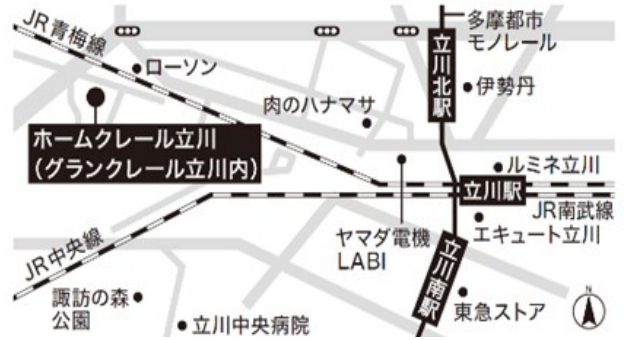 JR青梅線
多摩都市
モノレール
ローソン
立川北駅
伊勢丹
肉のハナマサ
ホームクレール立川
（グランクレール立川内）
ルミネ立川
立川駅
JR南武線
エキュート立川
ヤマダ電機
LABI
JR中央線
立川南駅
諏訪の森
公園
立川中央病院
東急ストア
N